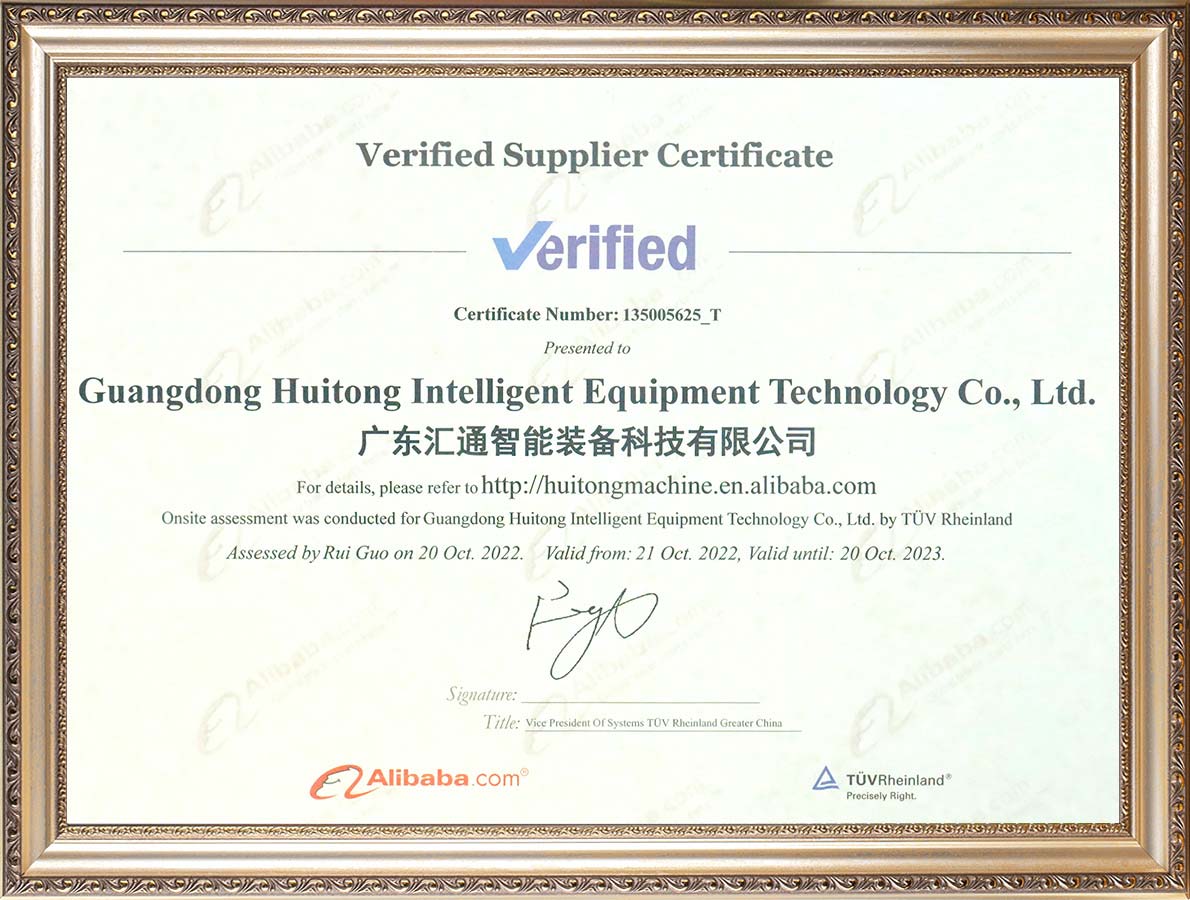 Verified Supplier Certificate
Verified
Certificate Number: 135005625_T
Presented to
Guangdong Huitong Intelligent Equipment Technology Co., Ltd.
广东汇通智能装备科技有限公司
For details, please refer to http://huitongmachine.en.alibaba.com
Onsite assessment was conducted for Guangdong Huitong Intelligent Equipment Technology Co., Ltd. by TÜV Rheinland
Assessed by Rui Guo on 20 Oct. 2022. Valid from: 21 Oct. 2022, Valid until: 20 Oct. 2023.
Signature:
Title: Vice President Of Systems TÜV Rheinland Greater China
Alibaba.com®
TÜVRheinland®
Precisely Right.